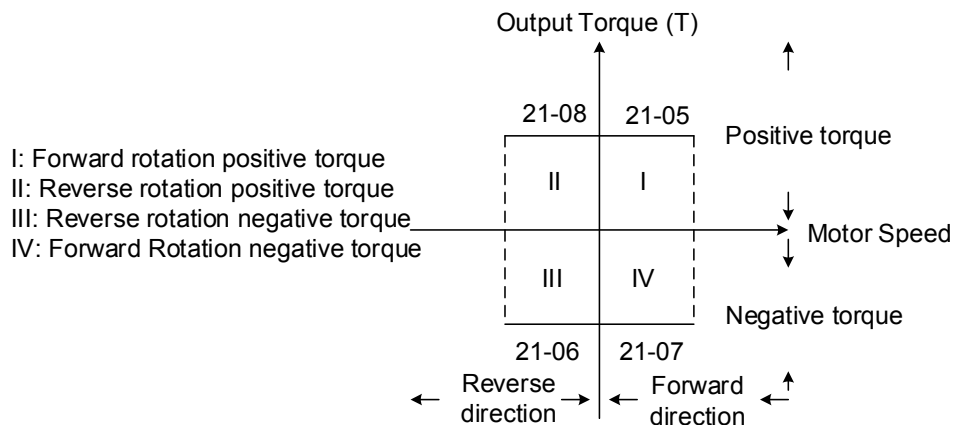 Output Torque (T)
21-08
21-05
Positive torque
I: Forward rotation positive torque
II: Reverse rotation positive torque
III: Reverse rotation negative torque
IV: Forward Rotation negative torque
II
I
Motor Speed
III
IV
Negative torque
21-06
21-07
Reverse
direction
Forward
direction